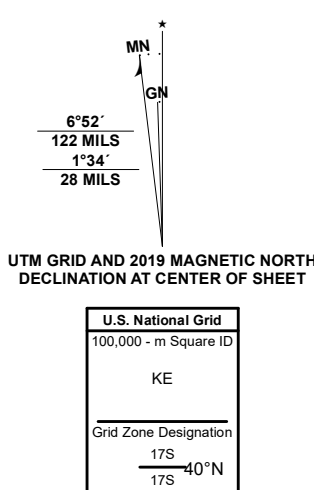 ★
MN
GN
6°52´
122 MILS
1°34´
28 MILS
UTM GRID AND 2019 MAGNETIC NORTH
DECLINATION AT CENTER OF SHEET
U.S. National Grid
100,000 - m Square ID
KE
Grid Zone Designation
17S
40°N
17S